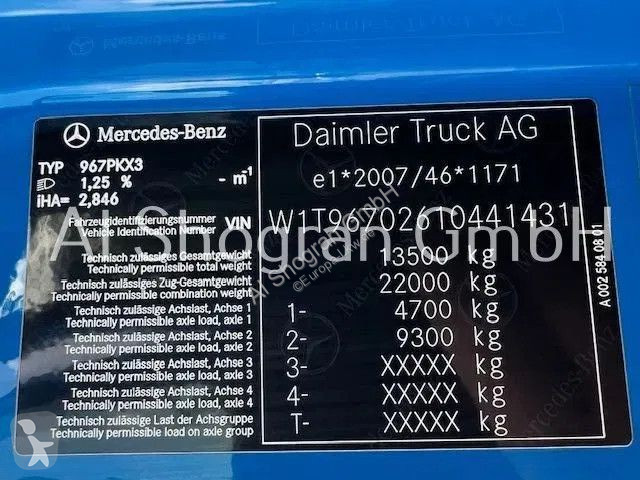 Mercedes-Benz
Daimler Truck AG
TYP 967PKX3
1,25 % - m-1
iHA= 2,846
e1*2007/46*1171
Fahrzeugidentifizierungsnummer
Vehicle Identification Number VIN W1T96702610441431
Technisch zulässiges Gesamtgewicht
Technically permissible total weight 13500 kg
Technisch zulässiges Zug-Gesamtgewicht
Technically permissible combination weight 22000 kg
Technisch zulässige Achslast, Achse 1
Technically permissible axle load, axle 1 1- 4700 kg
Technisch zulässige Achslast, Achse 2
Technically permissible axle load, axle 2 2- 9300 kg
Technisch zulässige Achslast, Achse 3
Technically permissible axle load, axle 3 3- XXXXX kg
Technisch zulässige Achslast, Achse 4
Technically permissible axle load, axle 4 4- XXXXX kg
Technisch zulässige Last der Achsgruppe
Technically permissible load on axle group T- XXXXX kg
A 002 584 08 01
Al Shogran GmbH
Al Shogran GmbH
Mercedes-Benz